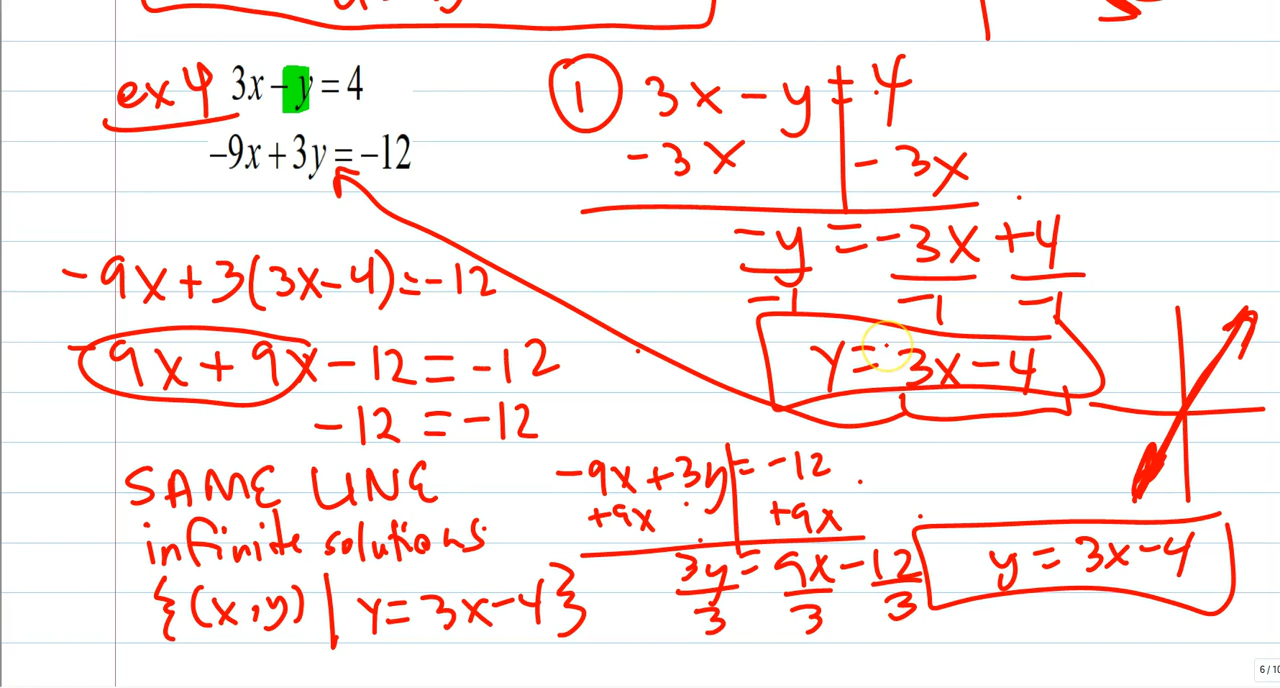 ex 4 3x − y = 4
−9x + 3y = −12
① 3x − y = 4
−3x −3x
−y = −3x + 4
−1 −1 −1
y = 3x − 4
−9x + 3(3x − 4) = −12
−9x + 9x − 12 = −12
−12 = −12
SAME LINE
infinite solutions
{(x, y) | y = 3x − 4}
−9x + 3y = −12
+9x +9x
3y = 9x − 12
3 3 3
y = 3x − 4
6 / 10